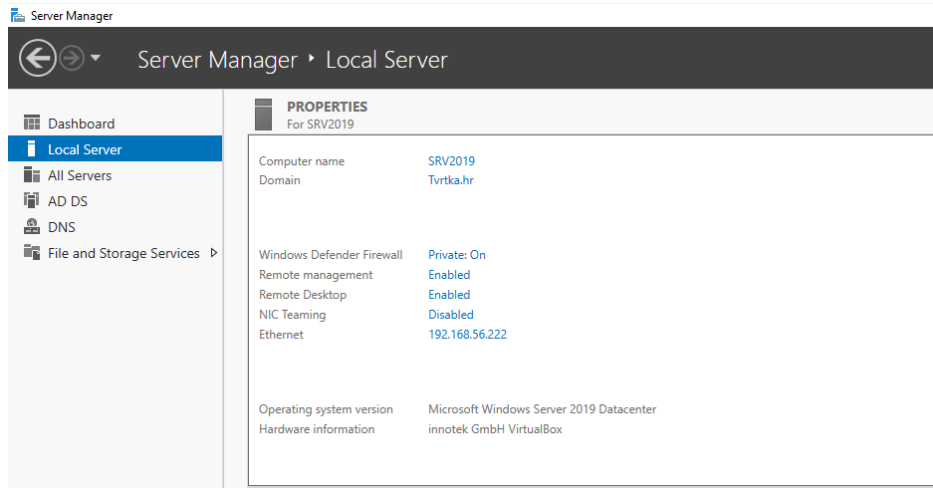 Server Manager
Server Manager ‣ Local Server
Dashboard
Local Server
All Servers
AD DS
DNS
File and Storage Services
PROPERTIES
For SRV2019
Computer name SRV2019
Domain Tvrtka.hr
Windows Defender Firewall Private: On
Remote management Enabled
Remote Desktop Enabled
NIC Teaming Disabled
Ethernet 192.168.56.222
Operating system version Microsoft Windows Server 2019 Datacenter
Hardware information innotek GmbH VirtualBox